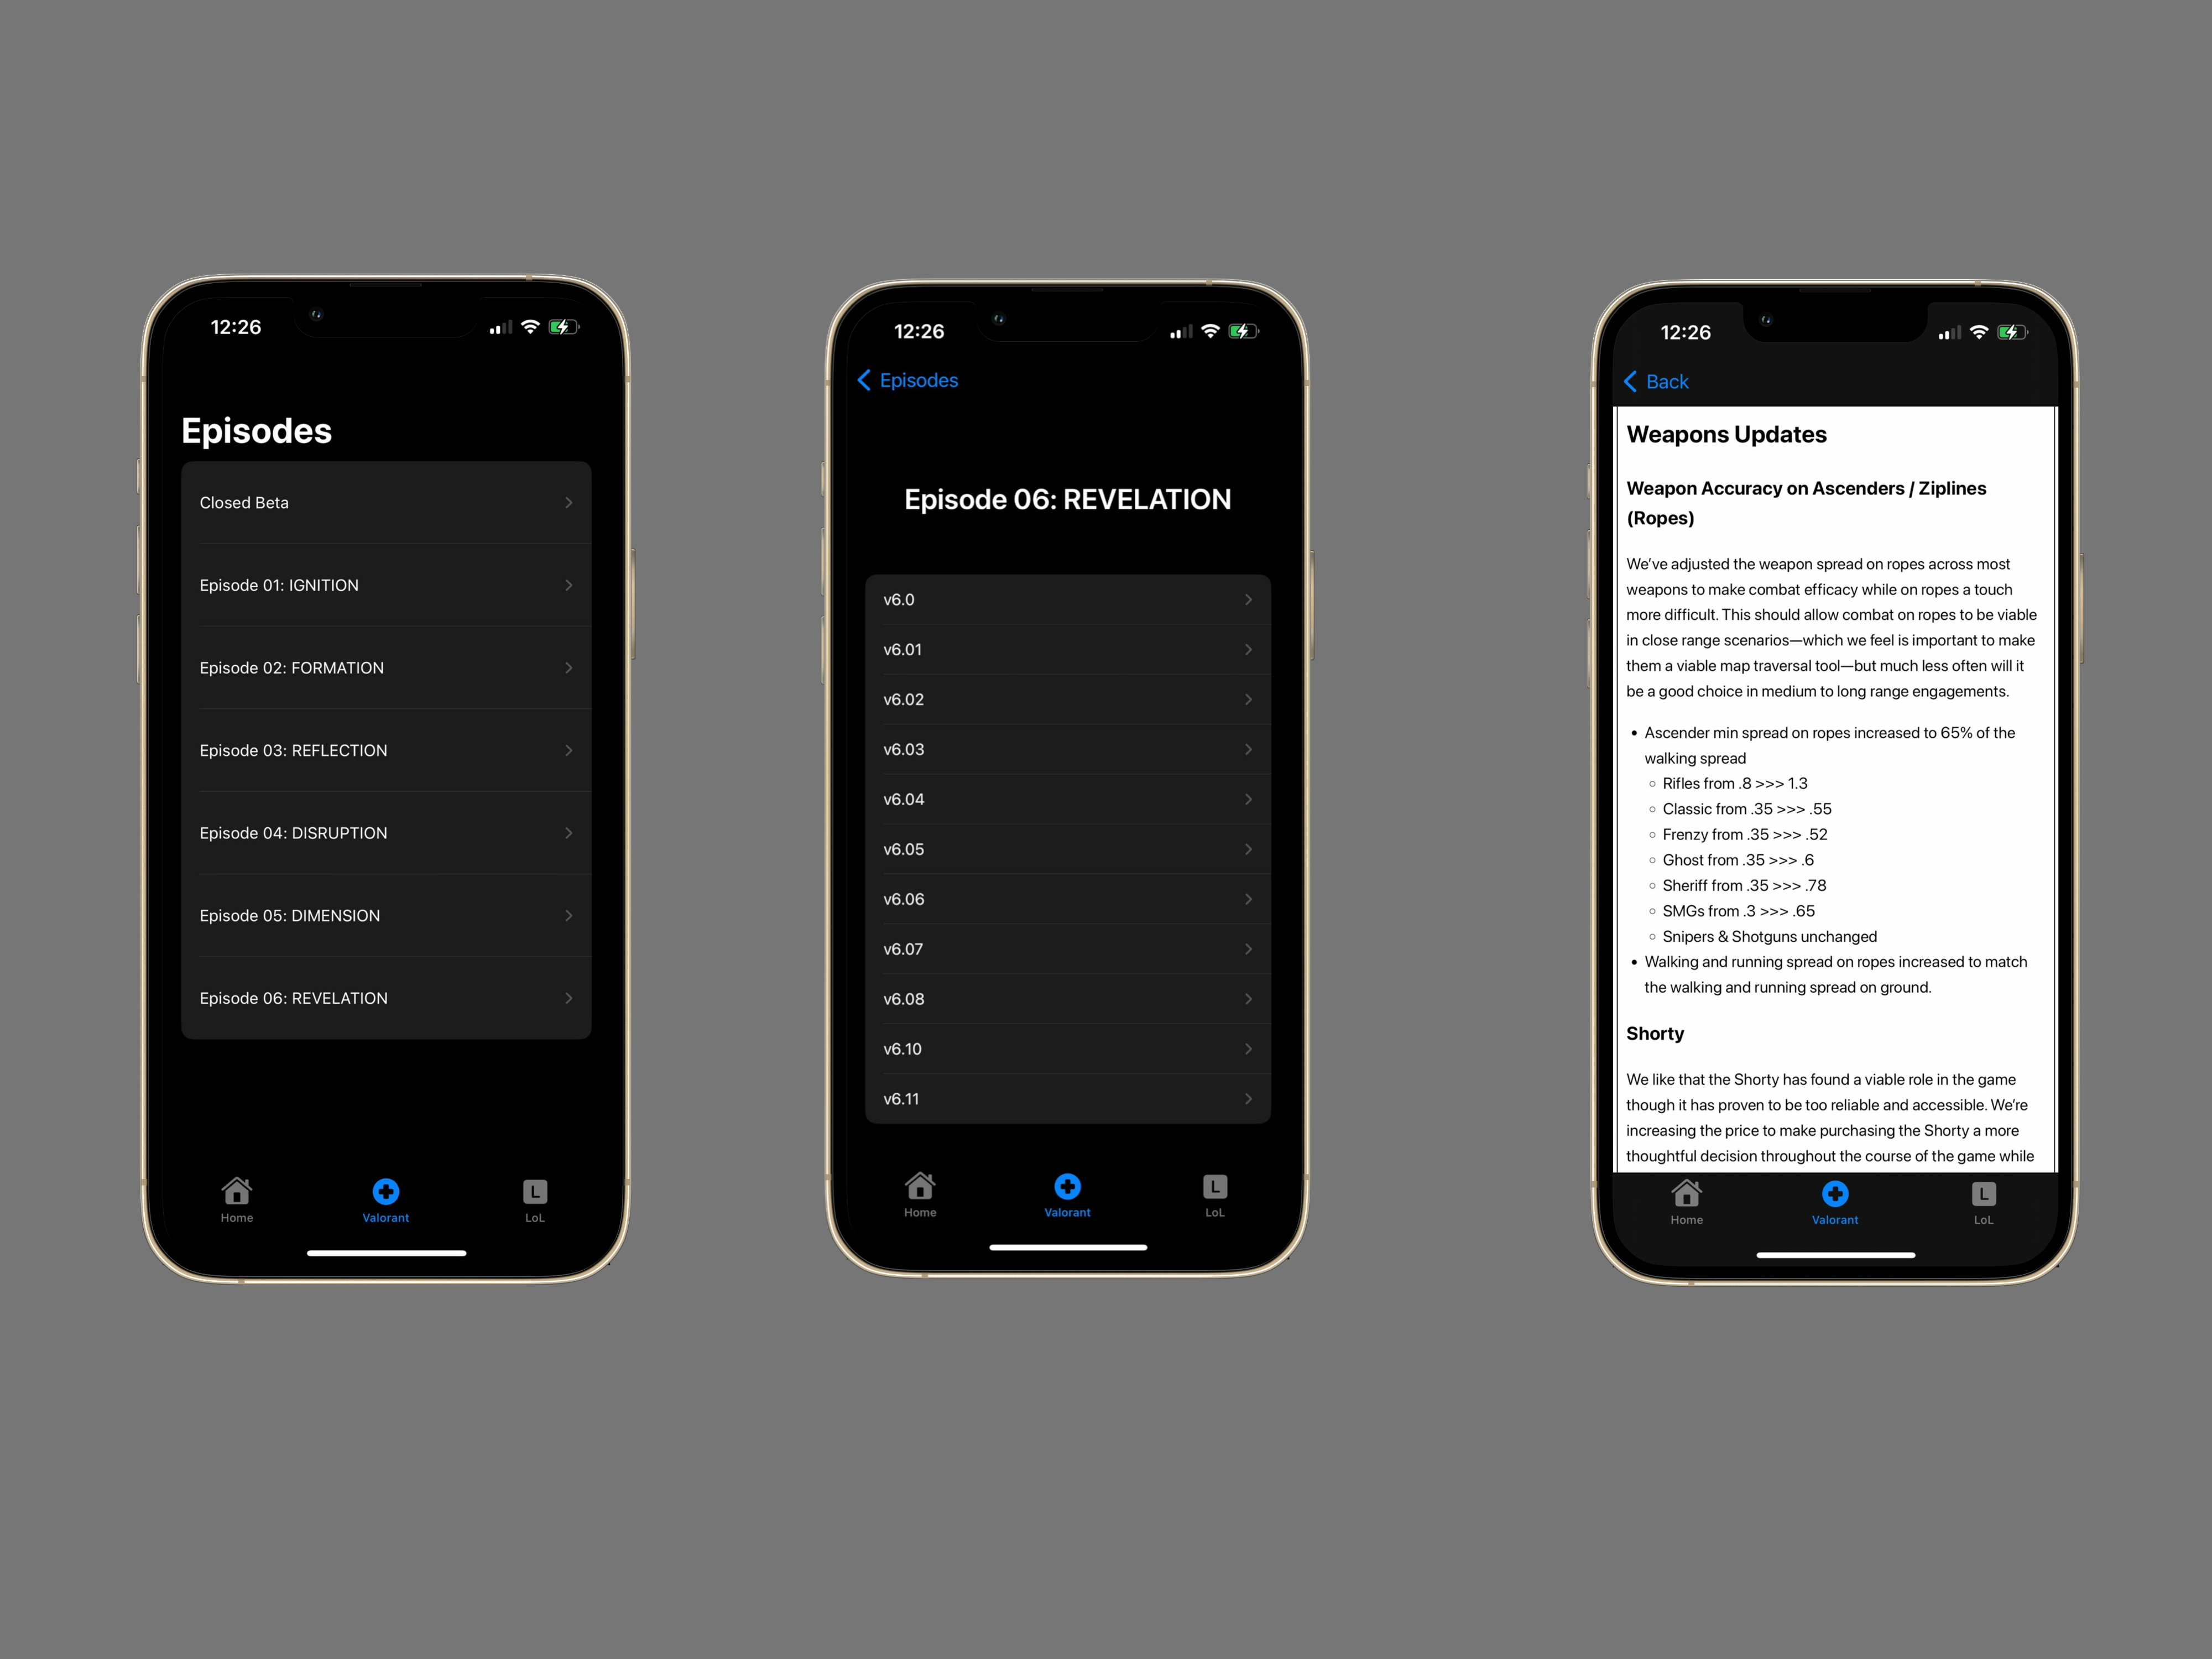 12:26
Episodes
Closed Beta
Episode 01: IGNITION
Episode 02: FORMATION
Episode 03: REFLECTION
Episode 04: DISRUPTION
Episode 05: DIMENSION
Episode 06: REVELATION
Home
Valorant
L
LoL
12:26
Episodes
Episode 06: REVELATION
v6.0
v6.01
v6.02
v6.03
v6.04
v6.05
v6.06
v6.07
v6.08
v6.10
v6.11
Home
Valorant
L
LoL
12:26
Back
Weapons Updates
Weapon Accuracy on Ascenders / Ziplines
(Ropes)
We’ve adjusted the weapon spread on ropes across most
weapons to make combat efficacy while on ropes a touch
more difficult. This should allow combat on ropes to be viable
in close range scenarios—which we feel is important to make
them a viable map traversal tool—but much less often will it
be a good choice in medium to long range engagements.
• Ascender min spread on ropes increased to 65% of the
walking spread
○ Rifles from .8 >>> 1.3
○ Classic from .35 >>> .55
○ Frenzy from .35 >>> .52
○ Ghost from .35 >>> .6
○ Sheriff from .35 >>> .78
○ SMGs from .3 >>> .65
○ Snipers & Shotguns unchanged
• Walking and running spread on ropes increased to match
the walking and running spread on ground.
Shorty
We like that the Shorty has found a viable role in the game
though it has proven to be too reliable and accessible. We’re
increasing the price to make purchasing the Shorty a more
thoughtful decision throughout the course of the game while
Home
Valorant
L
LoL